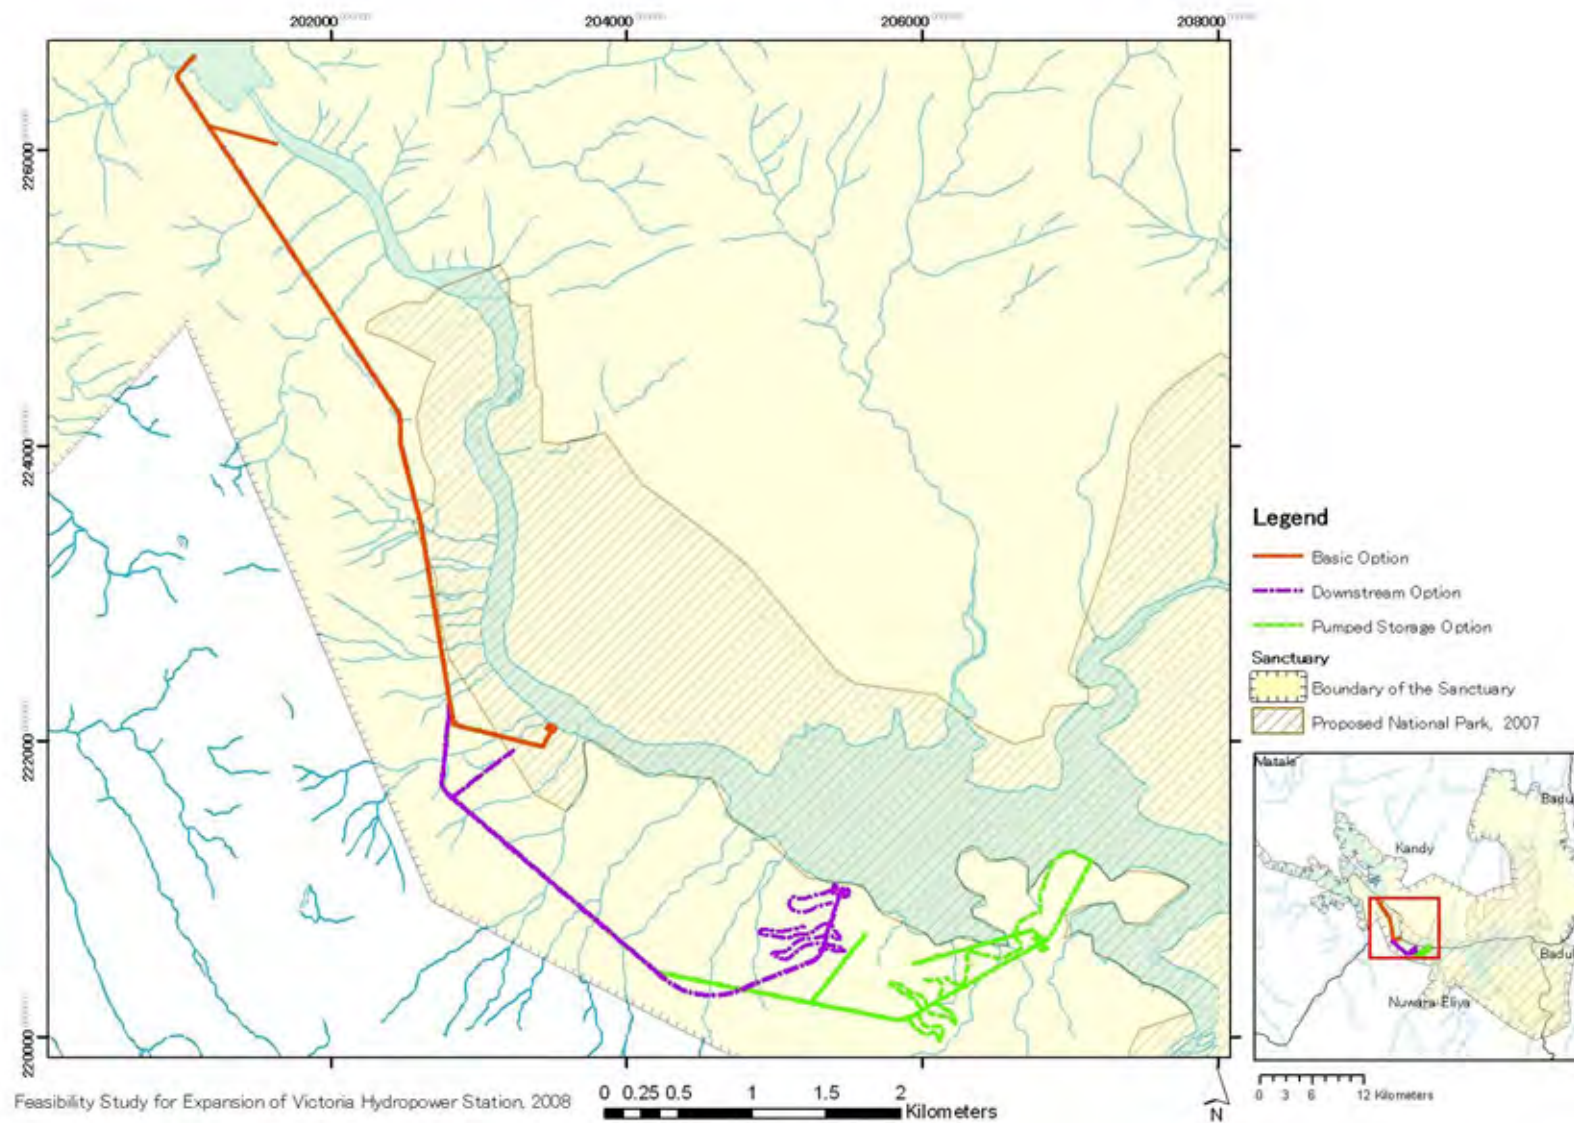 202000
204000
206000
208000
226000
224000
222000
220000
Legend
Basic Option
Downstream Option
Pumped Storage Option
Sanctuary
Boundary of the Sanctuary
Proposed National Park, 2007
Matale
Badu
Kandy
Badul
Nuwara-Eliya
0 3 6 12 Kilometers
0 0.25 0.5 1 1.5 2
Kilometers
N
Feasibility Study for Expansion of Victoria Hydropower Station, 2008